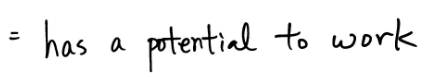 = has a potential to work